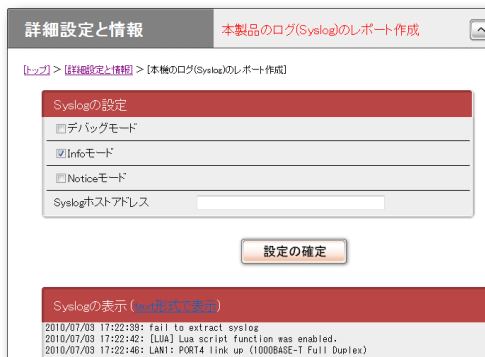 詳細設定と情報
本製品のログ(Syslog)のレポート作成
[トップ] > [詳細設定と情報] > [本機のログ(Syslog)のレポート作成]
Syslogの設定
デバッグモード
Infoモード
Noticeモード
Syslogホストアドレス
設定の確定
Syslogの表示 (text形式で表示)
2010/07/03 17:22:39: fail to extract syslog
2010/07/03 17:22:42: [LUA] Lua script function was enabled.
2010/07/03 17:22:46: LAN1: PORT4 link up (1000BASE-T Full Duplex)